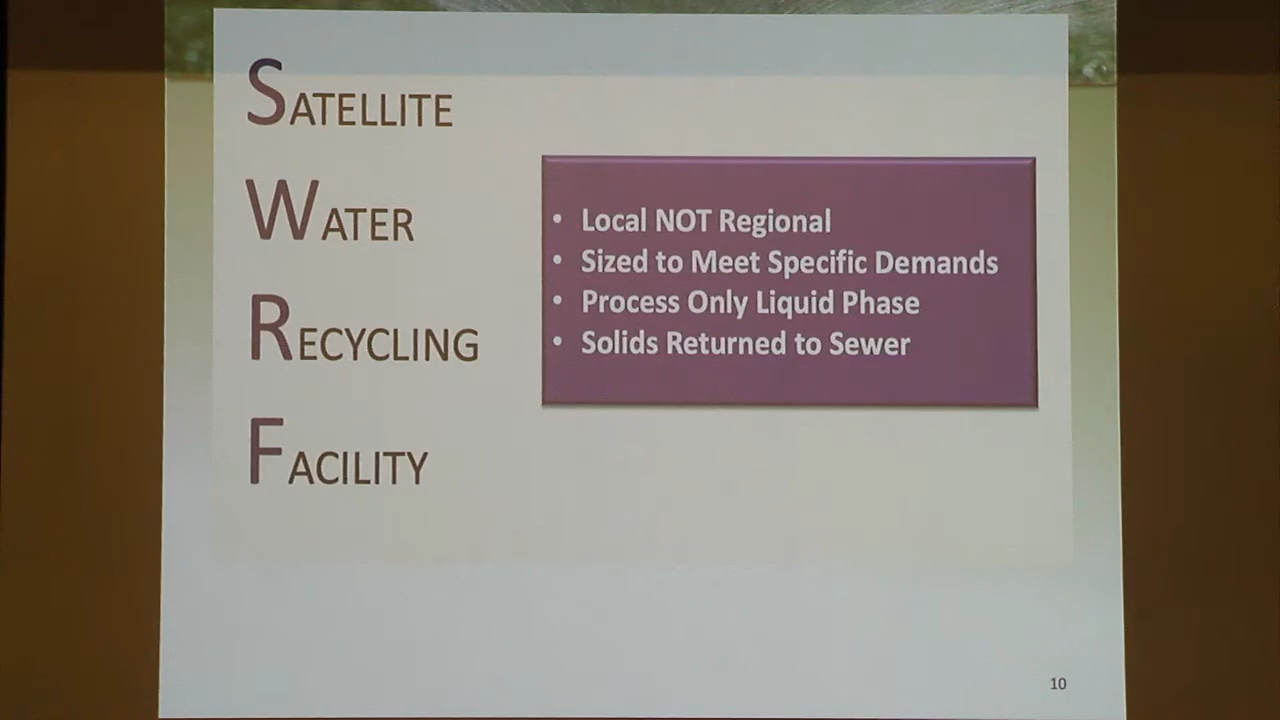 SATELLITE
WATER
RECYCLING
FACILITY
• Local NOT Regional
• Sized to Meet Specific Demands
• Process Only Liquid Phase
• Solids Returned to Sewer
10